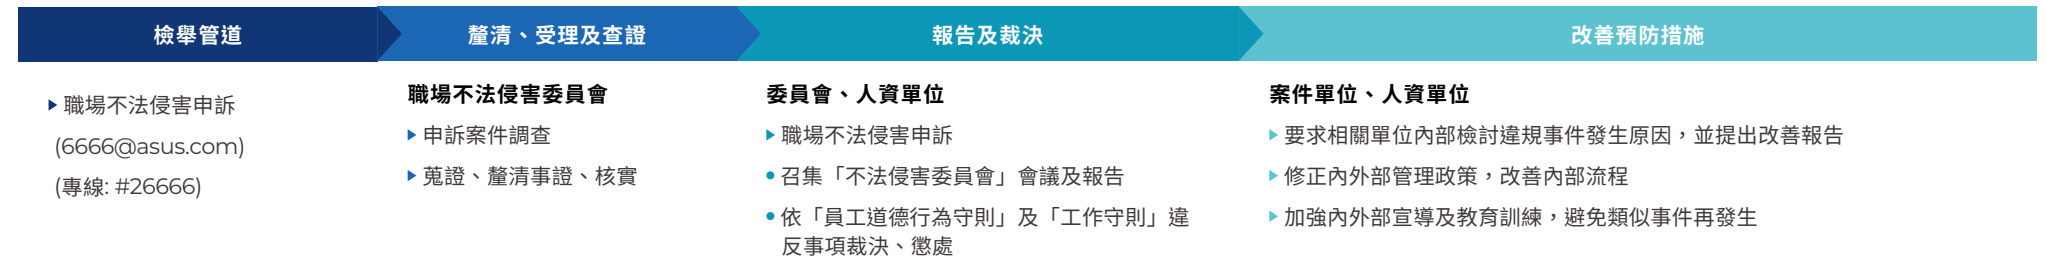 檢舉管道
釐清、受理及查證
報告及裁決
改善預防措施
職場不法侵害申訴
(6666@asus.com)
(專線: #26666)
職場不法侵害委員會
申訴案件調查
蒐證、釐清事證、核實
委員會、人資單位
職場不法侵害申訴
召集「不法侵害委員會」會議及報告
依「員工道德行為守則」及「工作守則」違
反事項裁決、懲處
案件單位、人資單位
要求相關單位內部檢討違規事件發生原因，並提出改善報告
修正內外部管理政策，改善內部流程
加強內外部宣導及教育訓練，避免類似事件再發生